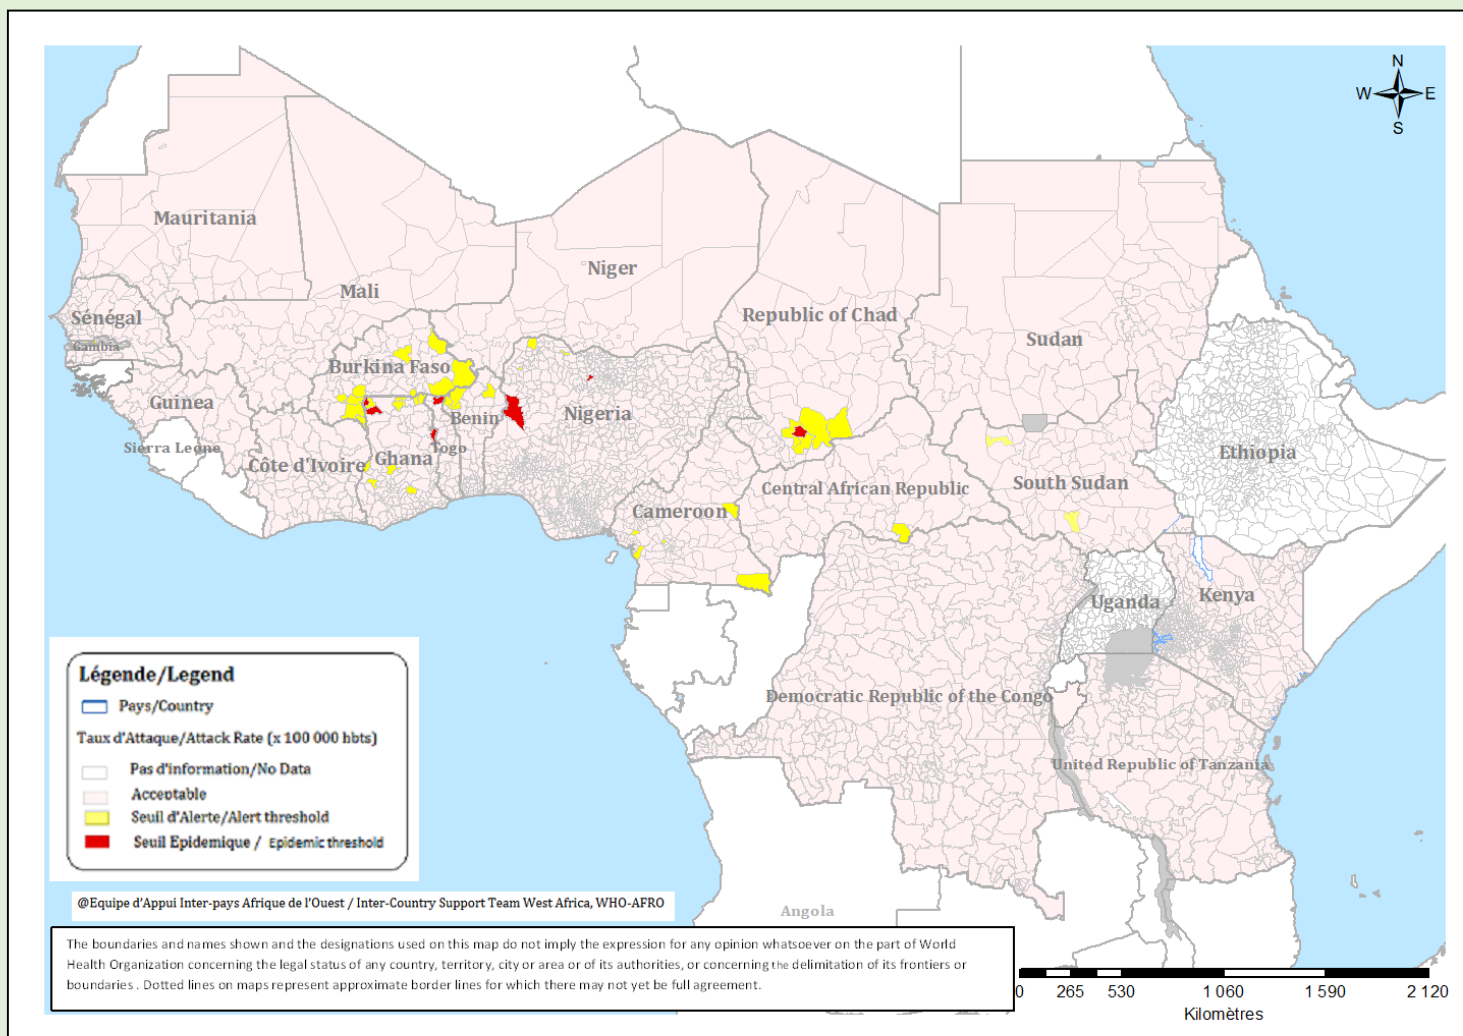 N
W E
S
Mauritania
Mali
Niger
Republic of Chad
Sudan
Sénégal
Gambia
Burkina Faso
Guinea
Benin
Nigeria
Sierra Leone
Togo
Côte d'Ivoire
Ghana
Ethiopia
South Sudan
Central African Republic
Cameroon
Uganda
Kenya
Democratic Republic of the Congo
United Republic of Tanzania
Angola
Légende/Legend
Pays/Country
Taux d'Attaque/Attack Rate (x 100 000 hbts)
Pas d'information/No Data
Acceptable
Seuil d'Alerte/Alert threshold
Seuil Epidemique / Epidemic threshold
@Equipe d'Appui Inter-pays Afrique de l'Ouest / Inter-Country Support Team West Africa, WHO-AFRO
The boundaries and names shown and the designations used on this map do not imply the expression for any opinion whatsoever on the part of World
Health Organization concerning the legal status of any country, territory, city or area or of its authorities, or concerning the delimitation of its frontiers or
boundaries . Dotted lines on maps represent approximate border lines for which there may not yet be full agreement.
0 265 530 1 060 1 590 2 120
Kilomètres